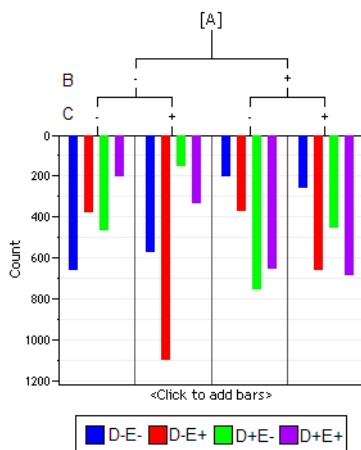 [A]
B - +
C - + - +
0
200
400
600
800
1000
1200
Count
<Click to add bars>
D-E- D-E+ D+E- D+E+